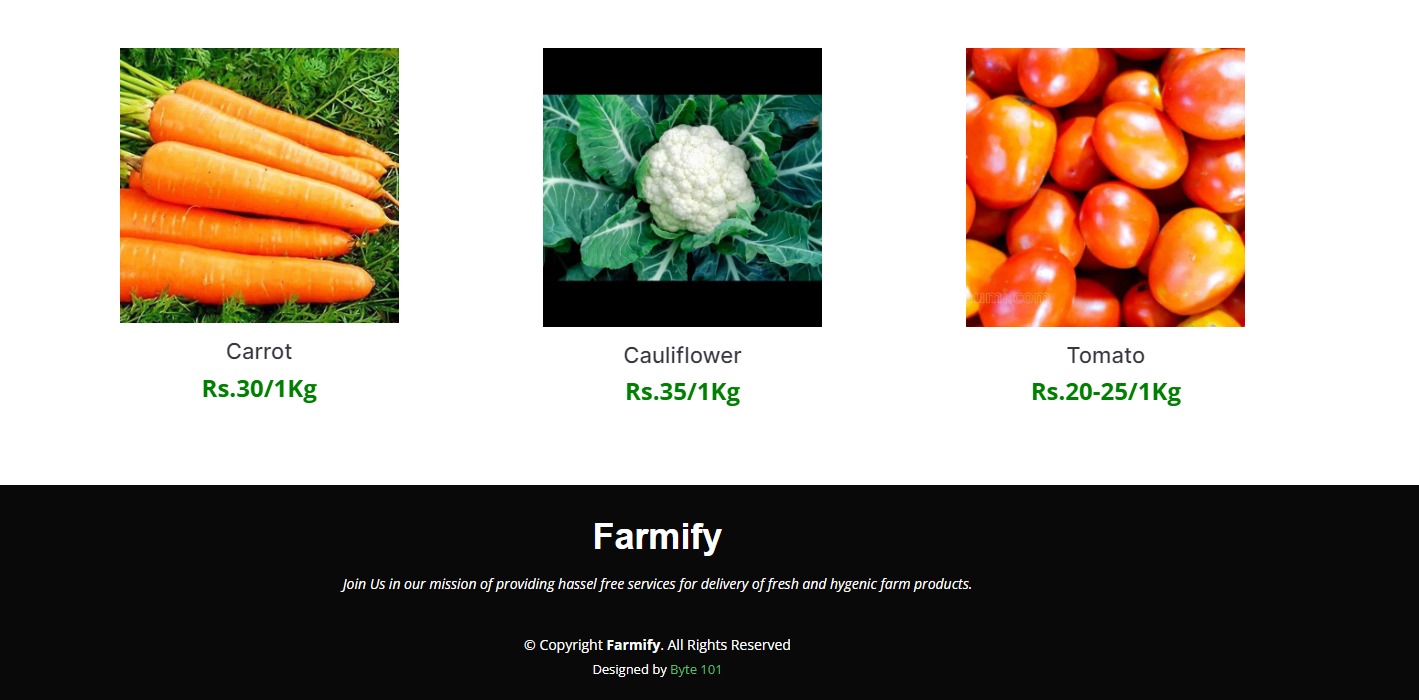 Carrot
Rs.30/1Kg
Cauliflower
Rs.35/1Kg
Tomato
Rs.20-25/1Kg
Farmify
Join Us in our mission of providing hassel free services for delivery of fresh and hygenic farm products.
© Copyright Farmify. All Rights Reserved
Designed by Byte 101